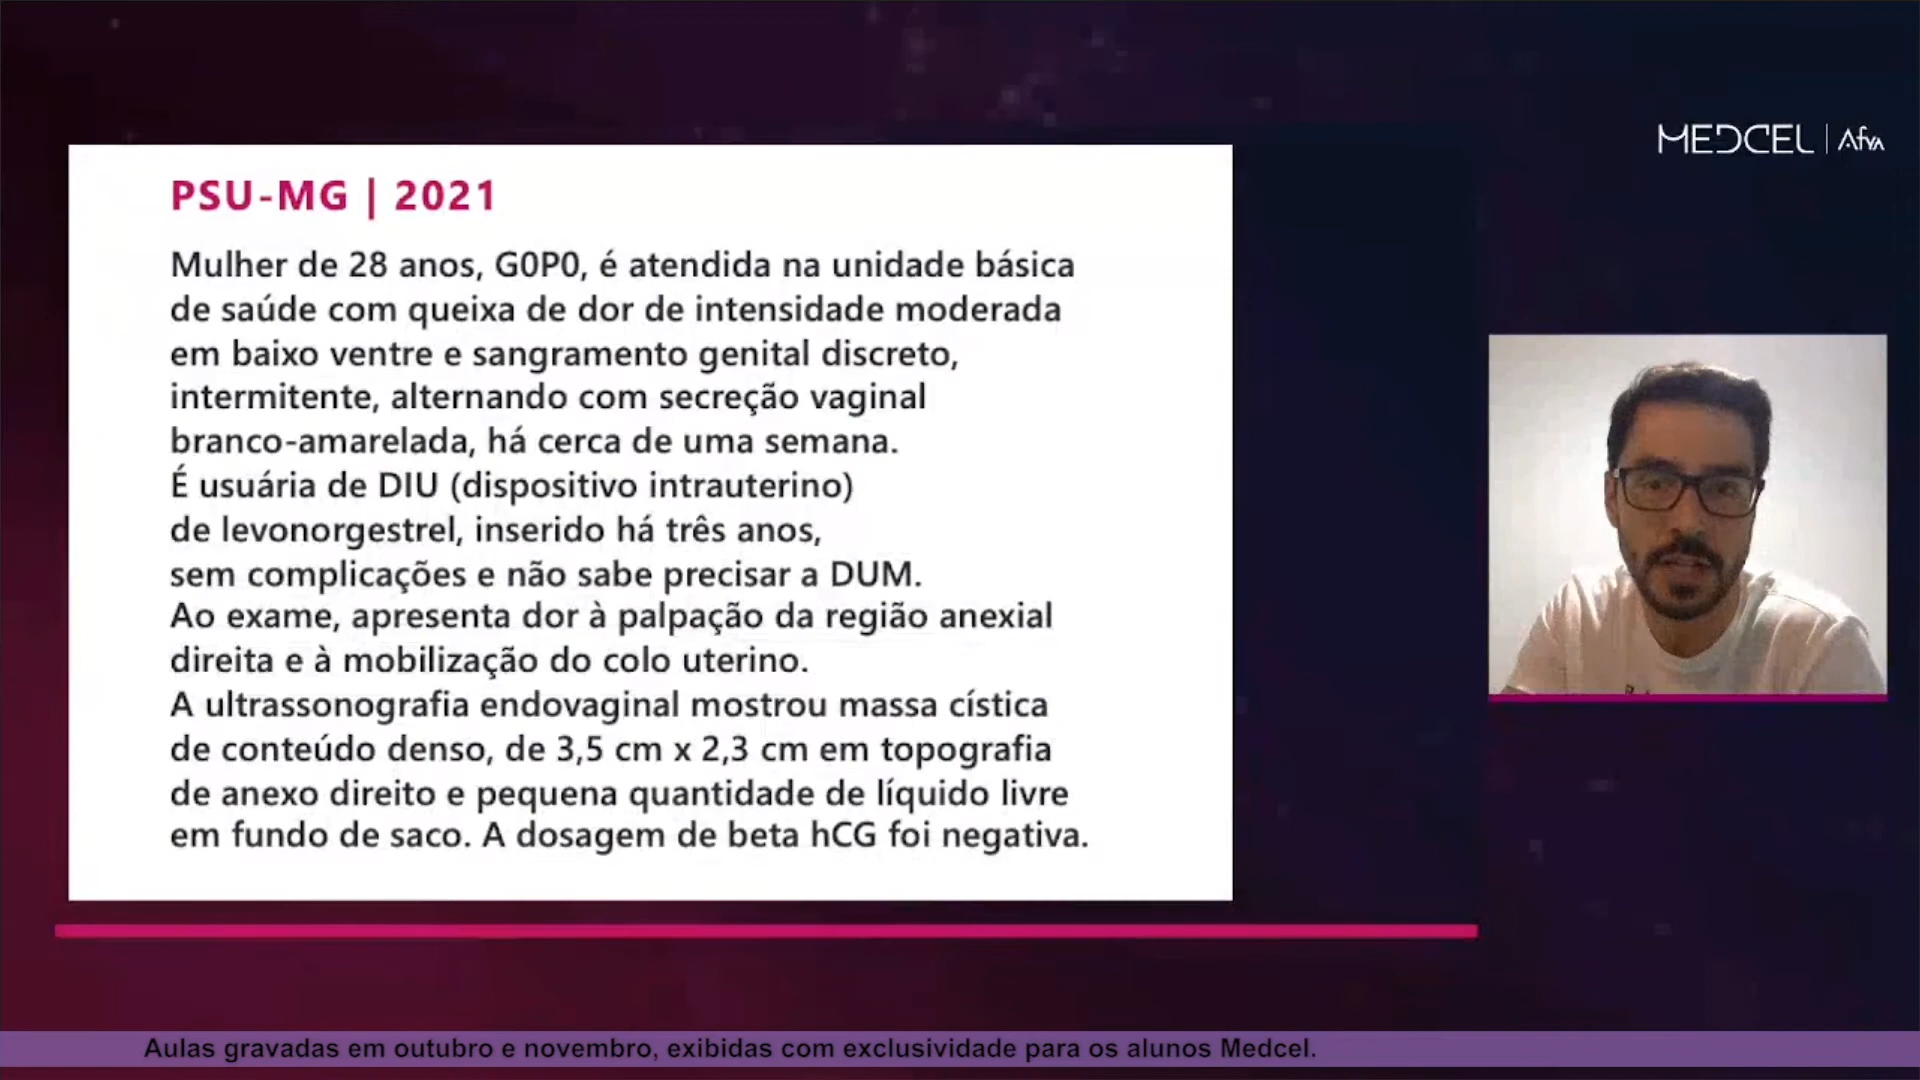 MEDCEL | Afya
PSU-MG | 2021
Mulher de 28 anos, G0P0, é atendida na unidade básica
de saúde com queixa de dor de intensidade moderada
em baixo ventre e sangramento genital discreto,
intermitente, alternando com secreção vaginal
branco-amarelada, há cerca de uma semana.
É usuária de DIU (dispositivo intrauterino)
de levonorgestrel, inserido há três anos,
sem complicações e não sabe precisar a DUM.
Ao exame, apresenta dor à palpação da região anexial
direita e à mobilização do colo uterino.
A ultrassonografia endovaginal mostrou massa cística
de conteúdo denso, de 3,5 cm x 2,3 cm em topografia
de anexo direito e pequena quantidade de líquido livre
em fundo de saco. A dosagem de beta hCG foi negativa.
Aulas gravadas em outubro e novembro, exibidas com exclusividade para os alunos Medcel.